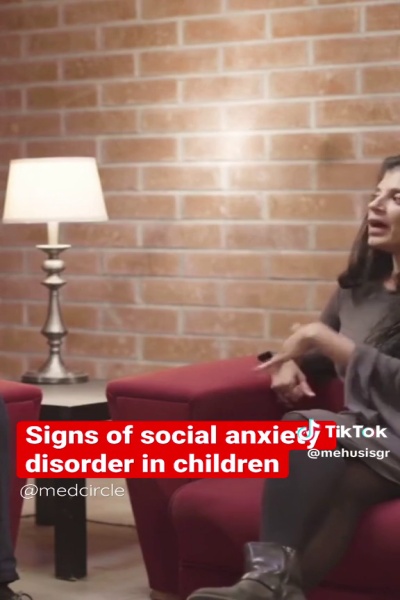 Signs of social anxiety
disorder in children
TikTok
@mehusisgr
@medcircle